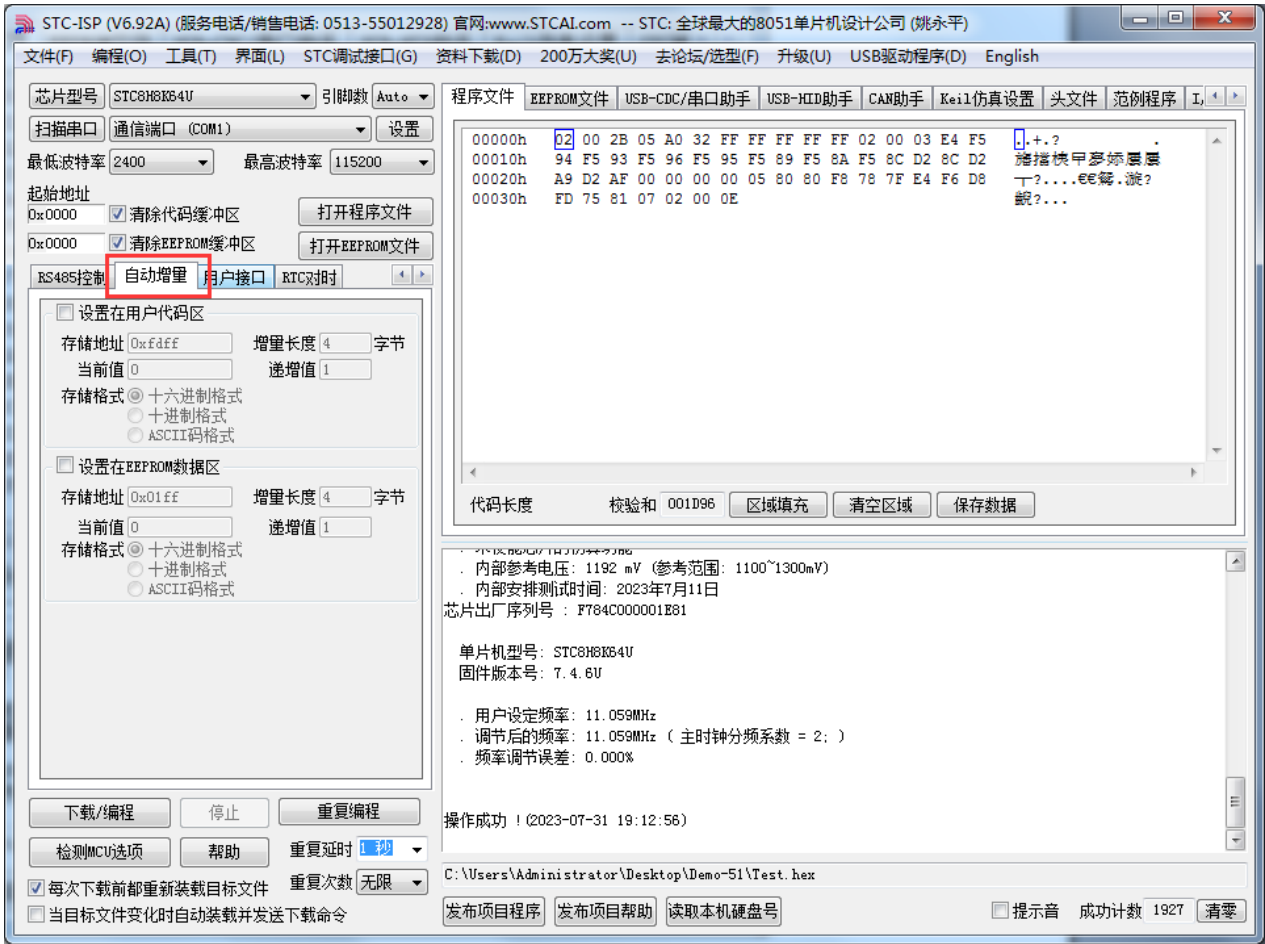 STC-ISP (V6.92A) (服务电话/销售电话: 0513-55012928) 官网:www.STCAI.com -- STC: 全球最大的8051单片机设计公司 (姚永平)
文件(F) 编程(O) 工具(T) 界面(L) STC调试接口(G) 资料下载(D) 200万大奖(U) 去论坛/选型(F) 升级(U) USB驱动程序(D) English
芯片型号 STC8H8K64U 引脚数 Auto
扫描串口 通信端口 (COM1) 设置
最低波特率 2400 最高波特率 115200
起始地址
0x0000 清除代码缓冲区 打开程序文件
0x0000 清除EEPROM缓冲区 打开EEPROM文件
RS485控制 自动增量 用户接口 RTC对时
设置在用户代码区
存储地址 0xfdff 增量长度 4 字节
当前值 0 递增值 1
存储格式 十六进制格式
十进制格式
ASCII码格式
设置在EEPROM数据区
存储地址 0x01ff 增量长度 4 字节
当前值 0 递增值 1
存储格式 十六进制格式
十进制格式
ASCII码格式
下载/编程 停止 重复编程
检测MCU选项 帮助 重复延时 1 秒
每次下载前都重新装载目标文件 重复次数 无限
当目标文件变化时自动装载并发送下载命令
程序文件 EEPROM文件 USB-CDC/串口助手 USB-HID助手 CAN助手 Keil仿真设置 头文件 范例程序 I,
00000h 02 00 2B 05 A0 32 FF FF FF FF FF 02 00 03 E4 F5 ..+.? .
00010h 94 F5 93 F5 96 F5 95 F5 89 F5 8A F5 8C D2 8C D2
00020h A9 D2 AF 00 00 00 00 05 80 80 F8 78 7F E4 F6 D8
00030h FD 75 81 07 02 00 0E
代码长度 校验和 001D96 区域填充 清空区域 保存数据
. 内部参考电压: 1192 mV (参考范围: 1100~1300mV)
. 内部安排测试时间: 2023年7月11日
芯片出厂序列号 : F784C000001E81
单片机型号: STC8H8K64U
固件版本号: 7.4.6U
. 用户设定频率: 11.059MHz
. 调节后的频率: 11.059MHz ( 主时钟分频系数 = 2; )
. 频率调节误差: 0.000%
操作成功 !(2023-07-31 19:12:56)
C:\Users\Administrator\Desktop\Demo-51\Test.hex
发布项目程序 发布项目帮助 读取本机硬盘号 提示音 成功计数 1927 清零